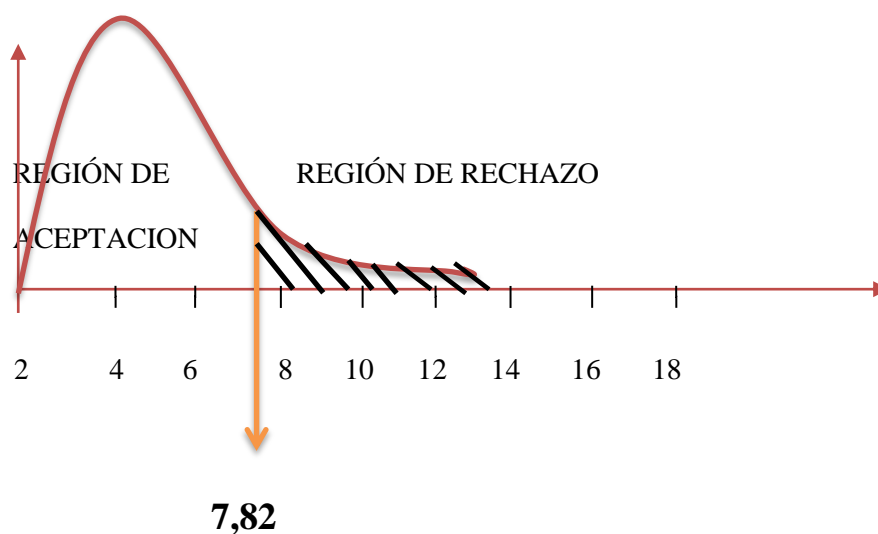 REGIÓN DE REGIÓN DE RECHAZO
ACEPTACION
2 4 6 8 10 12 14 16 18
7,82